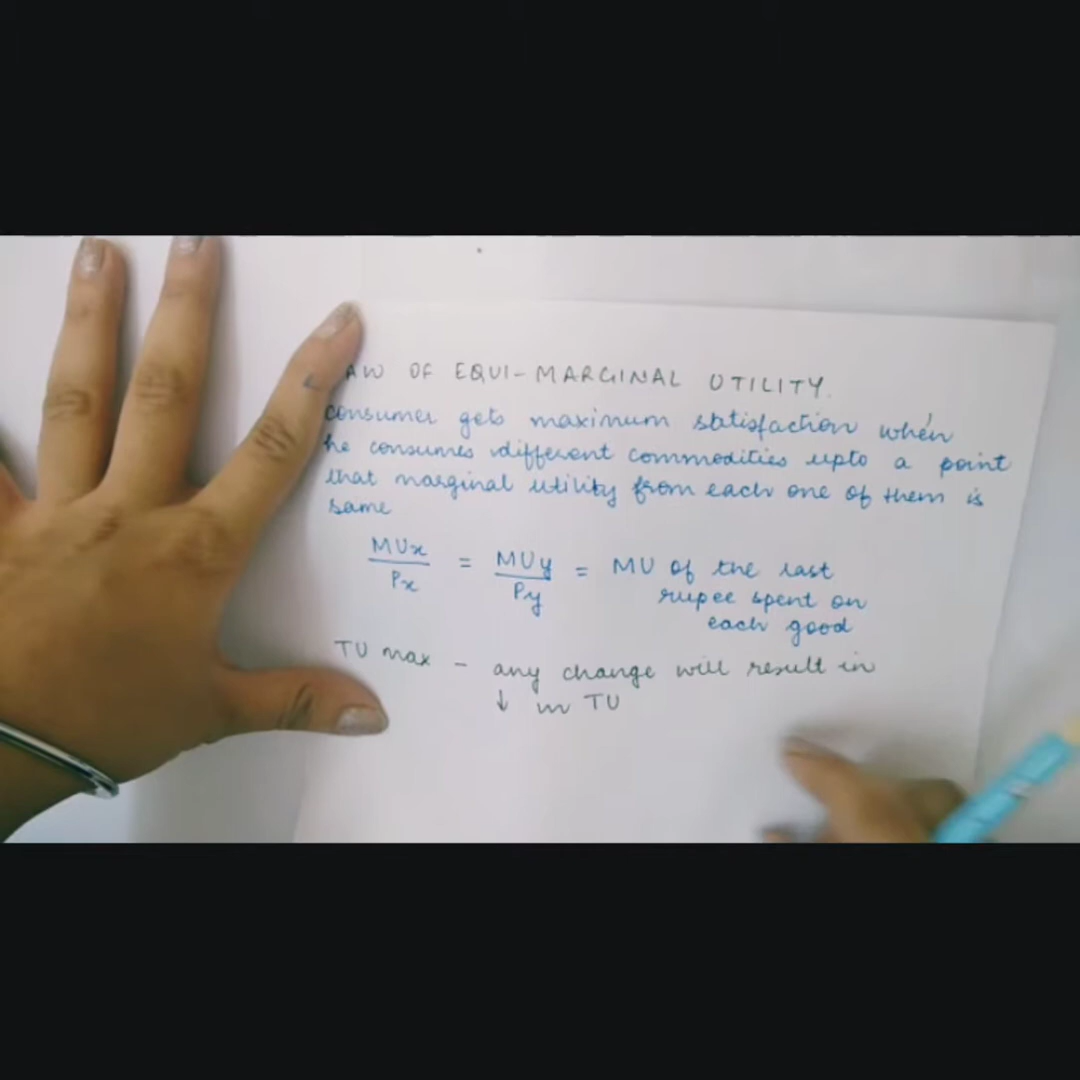 LAW OF EQUI-MARGINAL UTILITY.
consumer gets maximum satisfaction when
he consumes different commodities upto a point
that marginal utility from each one of them is
same
MUx/Px = MUy/Py = MU of the last
rupee spent on
each good
TU max – any change will result in
↓ in TU